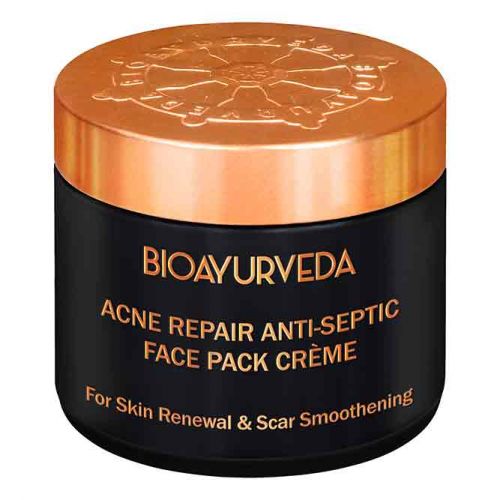 BIOAYURVEDA
ACNE REPAIR ANTI-SEPTIC
FACE PACK CRÈME
For Skin Renewal & Scar Smoothening